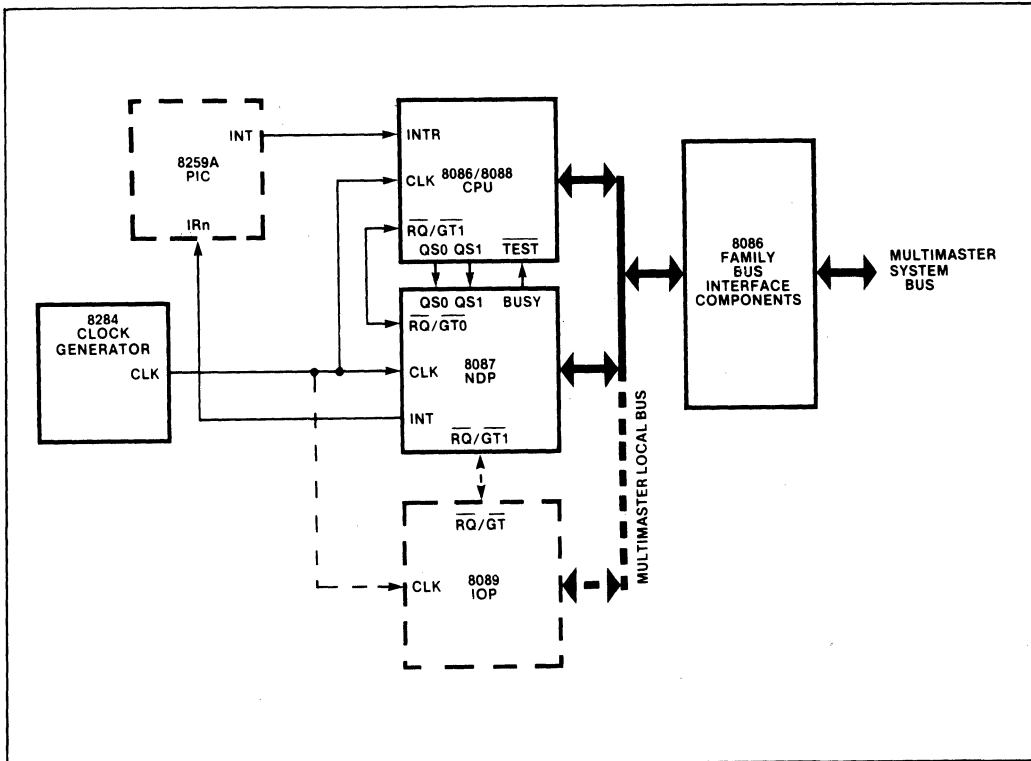 INT
8259A
PIC
IRn
INTR
8086/8088
CPU
CLK
RQ/GT1
QS0 QS1 TEST
8086
FAMILY
BUS
INTERFACE
COMPONENTS
MULTIMASTER
SYSTEM
BUS
8284
CLOCK
GENERATOR
CLK
QS0 QS1 BUSY
RQ/GT0
CLK
8087
NDP
INT
RQ/GT1
MULTIMASTER LOCAL BUS
RQ/GT
CLK
8089
IOP